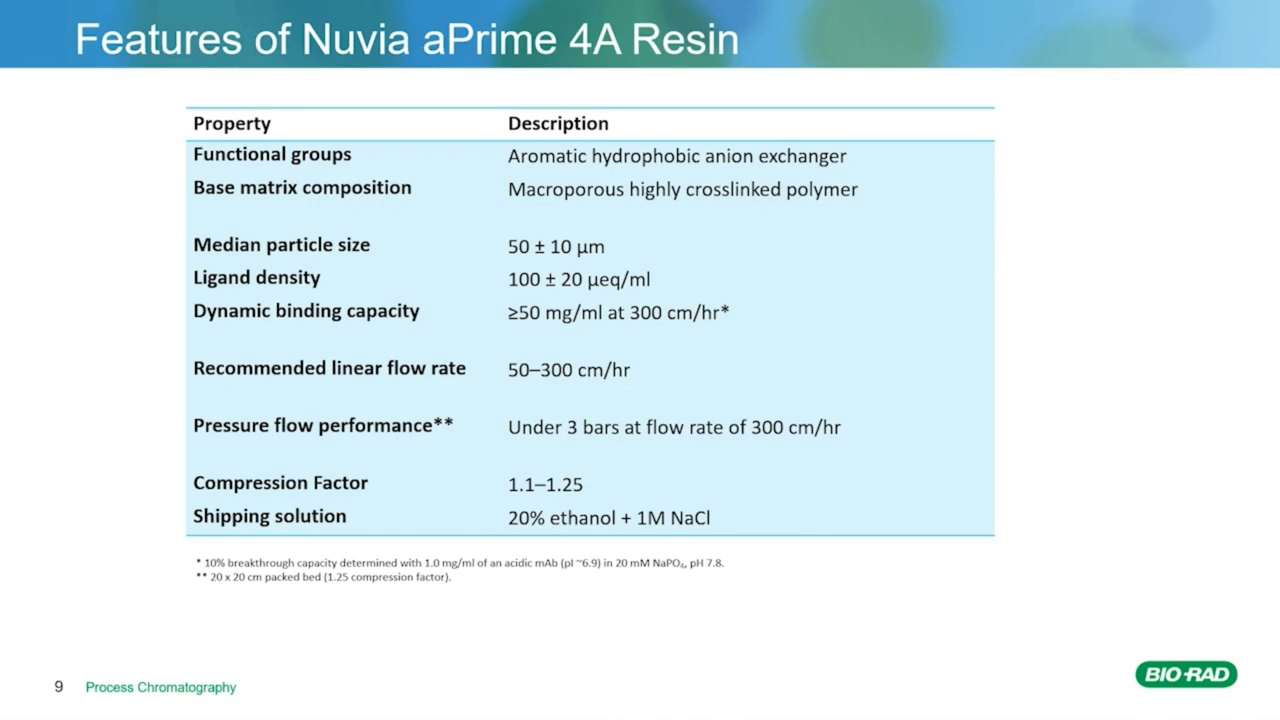 Features of Nuvia aPrime 4A Resin
Property Description
Functional groups Aromatic hydrophobic anion exchanger
Base matrix composition Macroporous highly crosslinked polymer
Median particle size 50 ± 10 µm
Ligand density 100 ± 20 µeq/ml
Dynamic binding capacity ≥50 mg/ml at 300 cm/hr*
Recommended linear flow rate 50–300 cm/hr
Pressure flow performance** Under 3 bars at flow rate of 300 cm/hr
Compression Factor 1.1–1.25
Shipping solution 20% ethanol + 1M NaCl
* 10% breakthrough capacity determined with 1.0 mg/ml of an acidic mAb (pI ~6.9) in 20 mM NaPO₄, pH 7.8.
** 20 x 20 cm packed bed (1.25 compression factor).
9 Process Chromatography
BIO-RAD